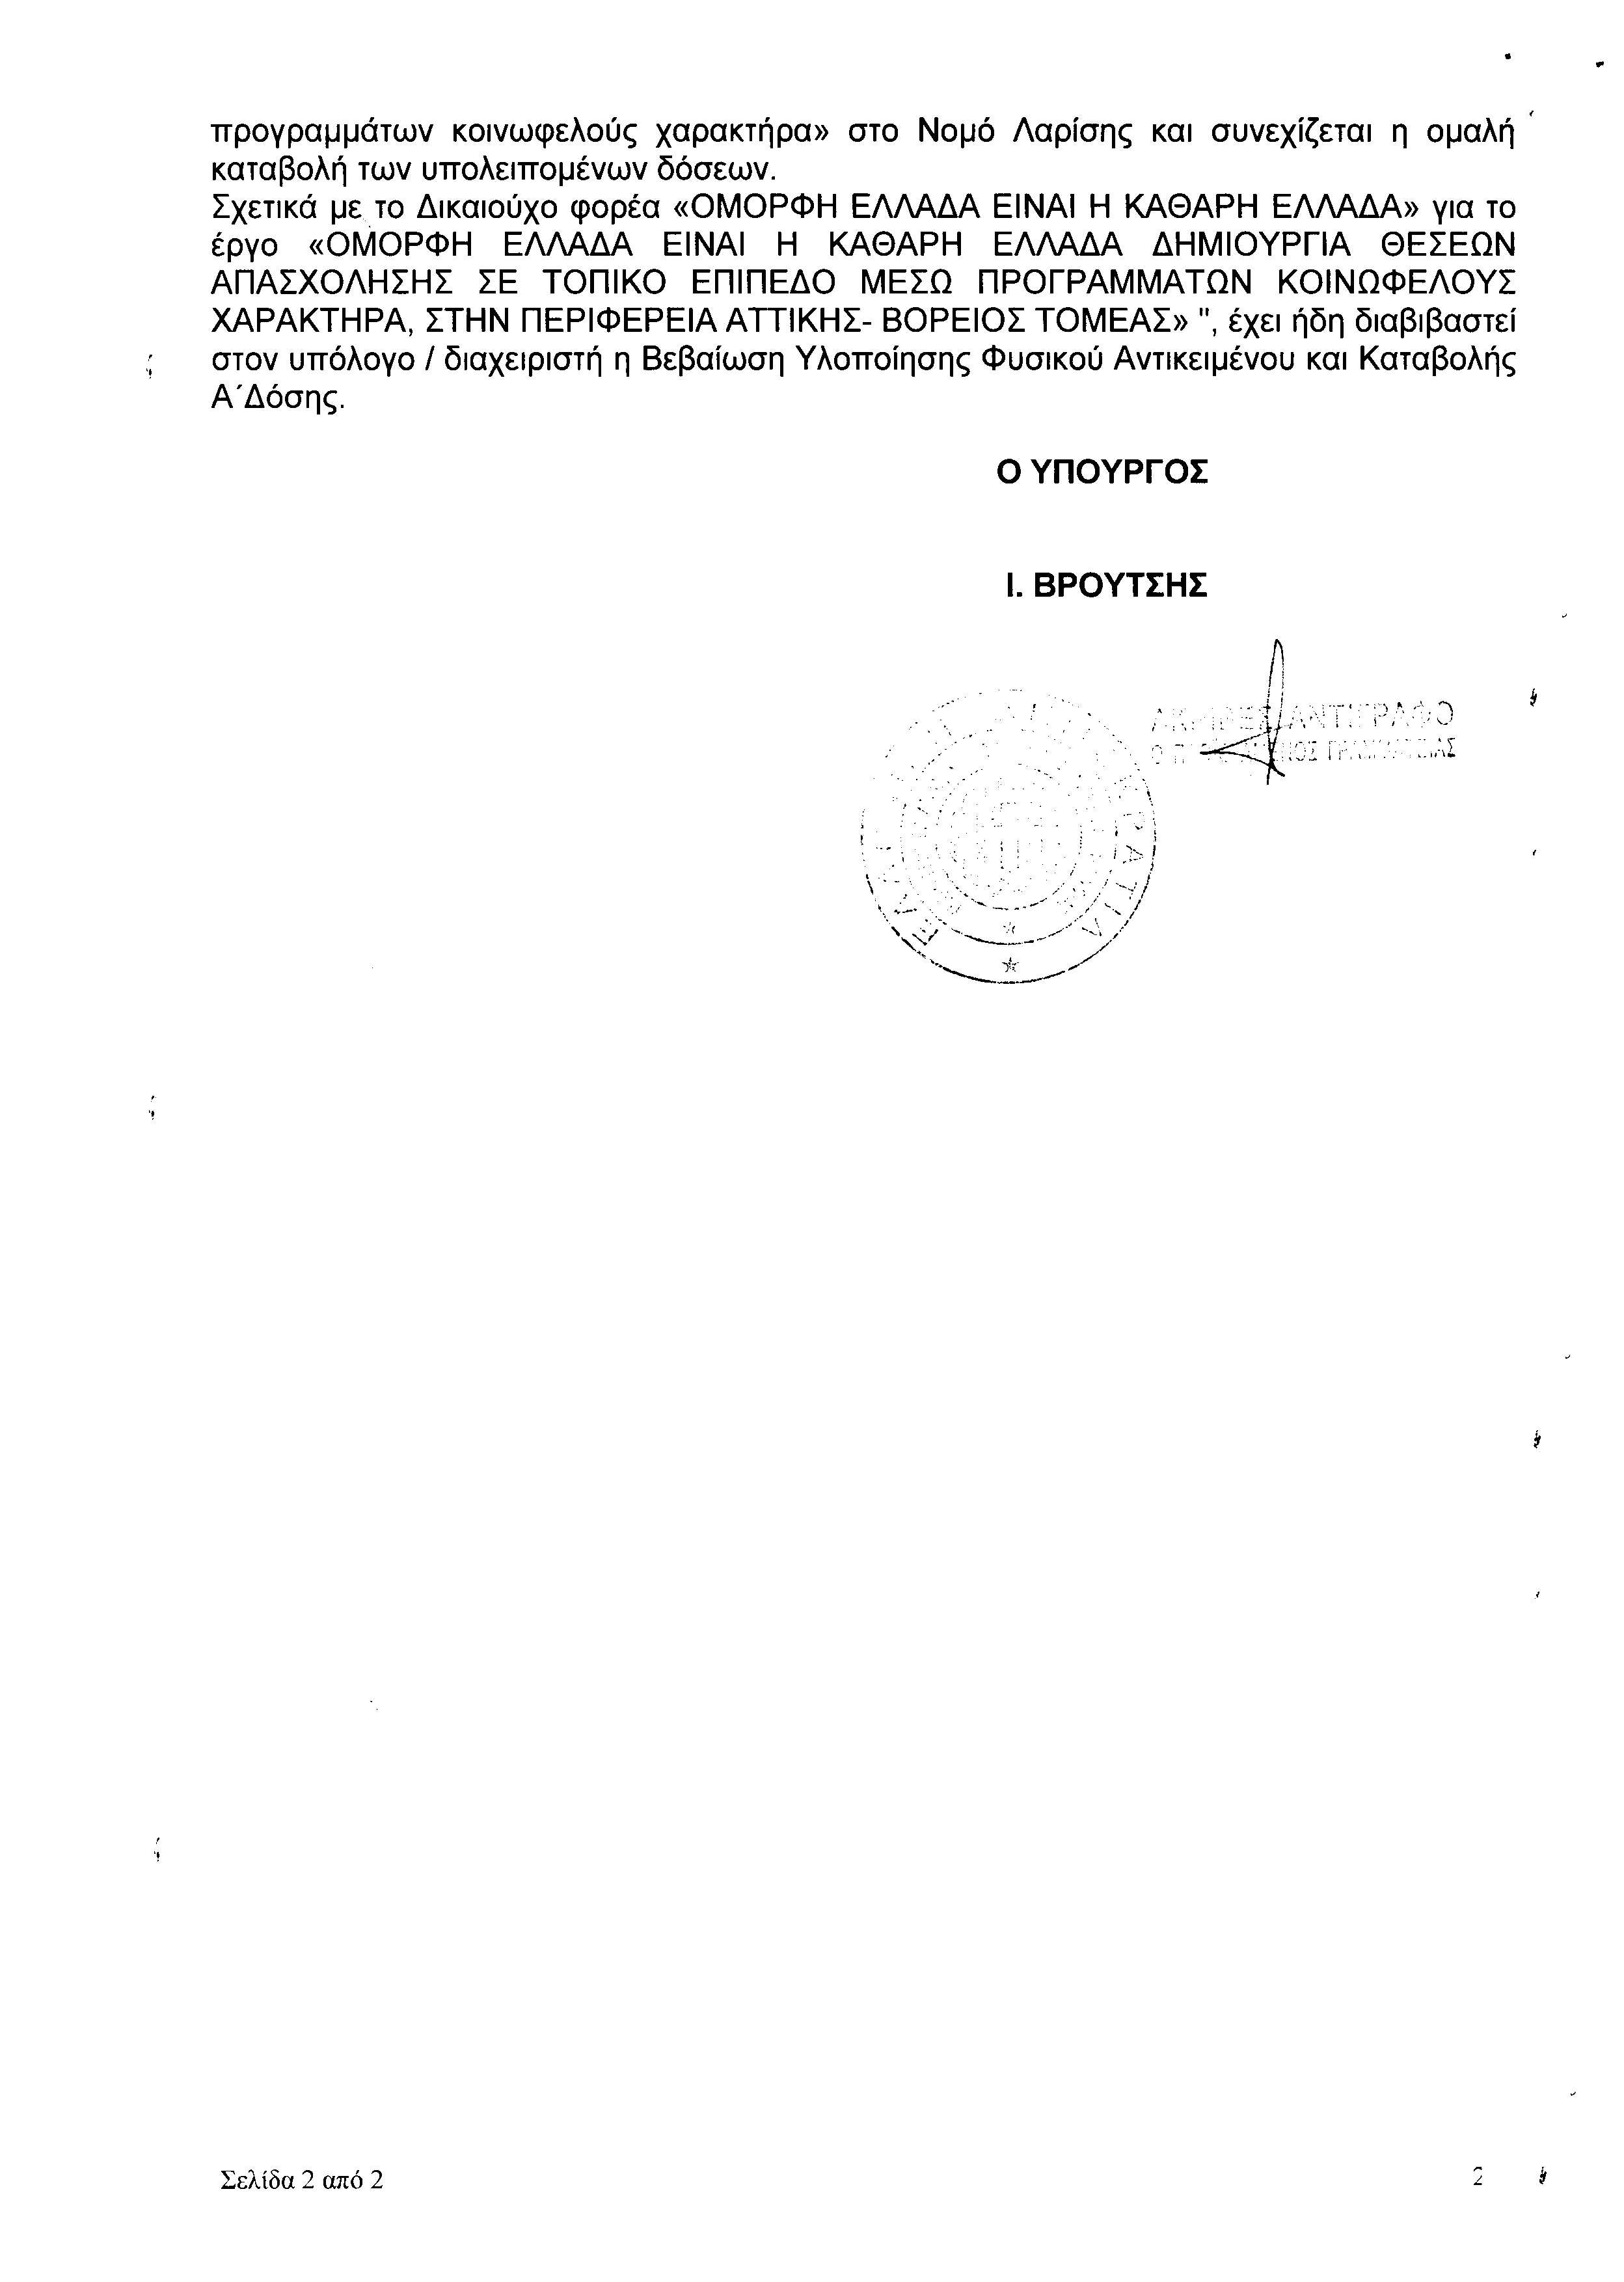 προγραμμάτων κοινωφελούς χαρακτήρα» στο Νομό Λαρίσης και συνεχίζεται η ομαλή
καταβολή των υπολειπομένων δόσεων.
Σχετικά με το Δικαιούχο φορέα «ΟΜΟΡΦΗ ΕΛΛΑΔΑ ΕΙΝΑΙ Η ΚΑΘΑΡΗ ΕΛΛΑΔΑ» για το
έργο «ΟΜΟΡΦΗ ΕΛΛΑΔΑ ΕΙΝΑΙ Η ΚΑΘΑΡΗ ΕΛΛΑΔΑ ΔΗΜΙΟΥΡΓΙΑ ΘΕΣΕΩΝ
ΑΠΑΣΧΟΛΗΣΗΣ ΣΕ ΤΟΠΙΚΟ ΕΠΙΠΕΔΟ ΜΕΣΩ ΠΡΟΓΡΑΜΜΑΤΩΝ ΚΟΙΝΩΦΕΛΟΥΣ
ΧΑΡΑΚΤΗΡΑ, ΣΤΗΝ ΠΕΡΙΦΕΡΕΙΑ ΑΤΤΙΚΗΣ- ΒΟΡΕΙΟΣ ΤΟΜΕΑΣ» ", έχει ήδη διαβιβαστεί
στον υπόλογο / διαχειριστή η Βεβαίωση Υλοποίησης Φυσικού Αντικειμένου και Καταβολής
Α΄Δόσης.
Ο ΥΠΟΥΡΓΟΣ
Ι. ΒΡΟΥΤΣΗΣ
Σελίδα 2 από 2
2